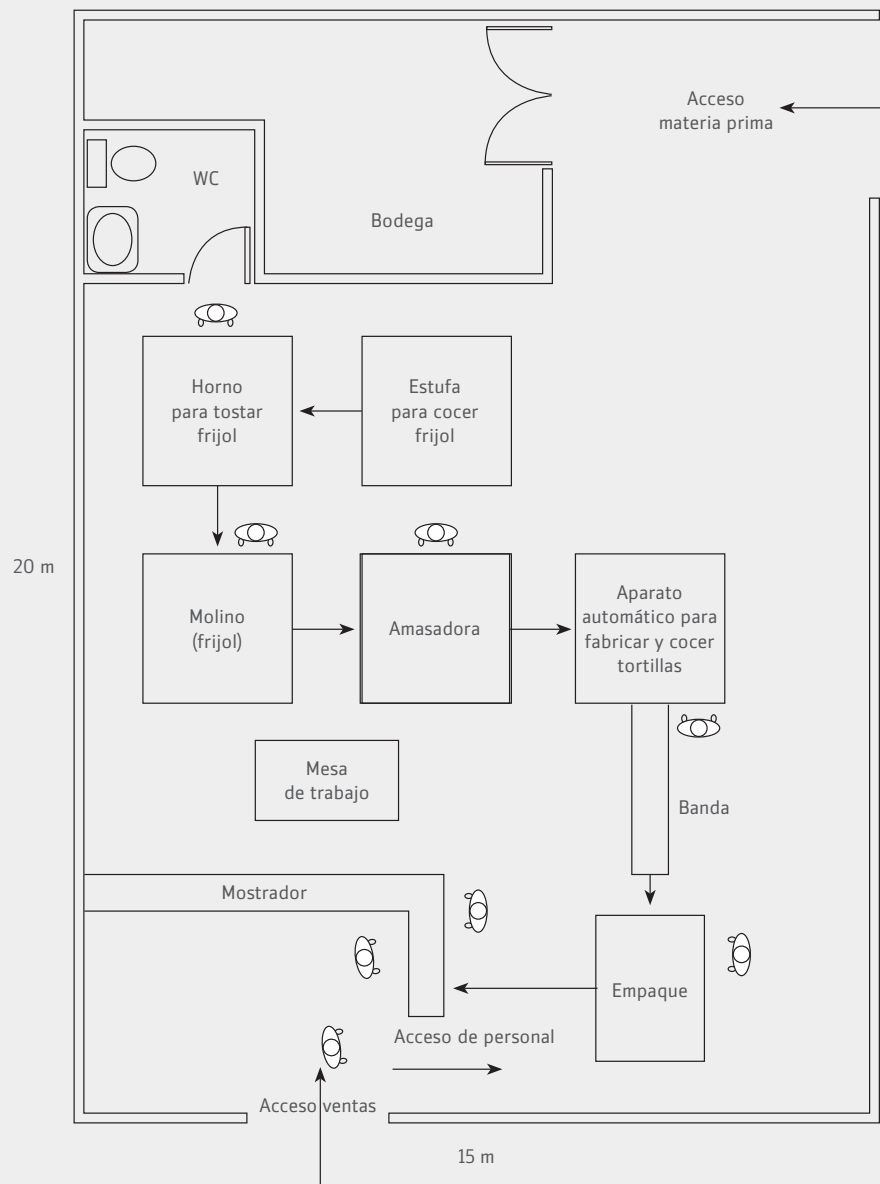 Acceso
materia prima
WC
Bodega
Horno
para tostar
frijol
Estufa
para cocer
frijol
20 m
Molino
(frijol)
Amasadora
Aparato
automático para
fabricar y cocer
tortillas
Mesa
de trabajo
Banda
Mostrador
Empaque
Acceso de personal
Acceso ventas
15 m